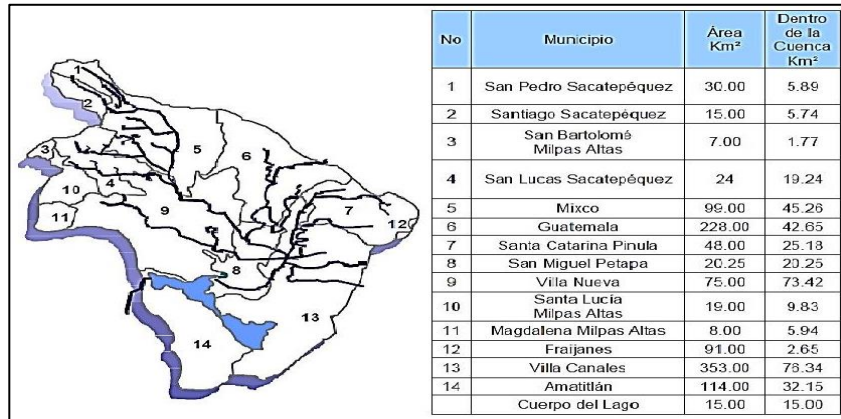 1
2
3
4
5
6
7
8
9
10
11
12
13
14
No Municipio Área Km² Dentro de la Cuenca Km²
1 San Pedro Sacatepéquez 30.00 5.89
2 Santiago Sacatepéquez 15.00 5.74
3 San Bartolomé Milpas Altas 7.00 1.77
4 San Lucas Sacatepéquez 24 19.24
5 Mixco 99.00 45.26
6 Guatemala 228.00 42.65
7 Santa Catarina Pinula 48.00 25.18
8 San Miguel Petapa 20.25 20.25
9 Villa Nueva 75.00 73.42
10 Santa Lucía Milpas Altas 19.00 9.83
11 Magdalena Milpas Altas 8.00 5.94
12 Fraijanes 91.00 2.65
13 Villa Canales 353.00 76.34
14 Amatitlán 114.00 32.15
Cuerpo del Lago 15.00 15.00